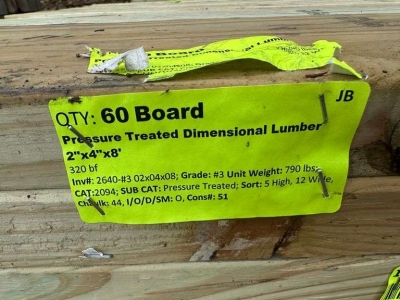 JB
QTY: 60 Board
Pressure Treated Dimensional Lumber
2"x4"x8'
320 bf
Inv#: 2640-#3 02x04x08; Grade: #3 Unit Weight: 790 lbs;
CAT:2094; SUB CAT: Pressure Treated; Sort: 5 High, 12 Wide,
Chaulk: 44, I/O/D/SM: O, Cons#: 51